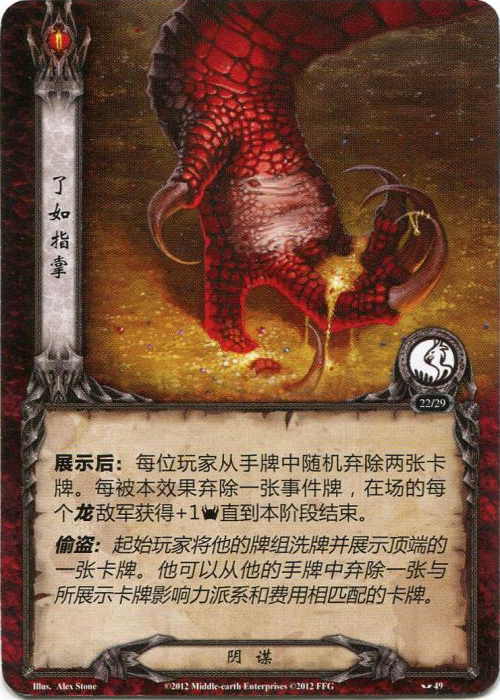 了如指掌
22/29
展示后：每位玩家从手牌中随机弃除两张卡
牌。每被本效果弃除一张事件牌，在场的每
个龙敌军获得+1直到本阶段结束。
偷盗：起始玩家将他的牌组洗牌并展示顶端的
一张卡牌。他可以从他的手牌中弃除一张与
所展示卡牌影响力派系和费用相匹配的卡牌。
阴谋
Illus. Alex Stone ©2012 Middle-earth Enterprises ©2012 FFG 49